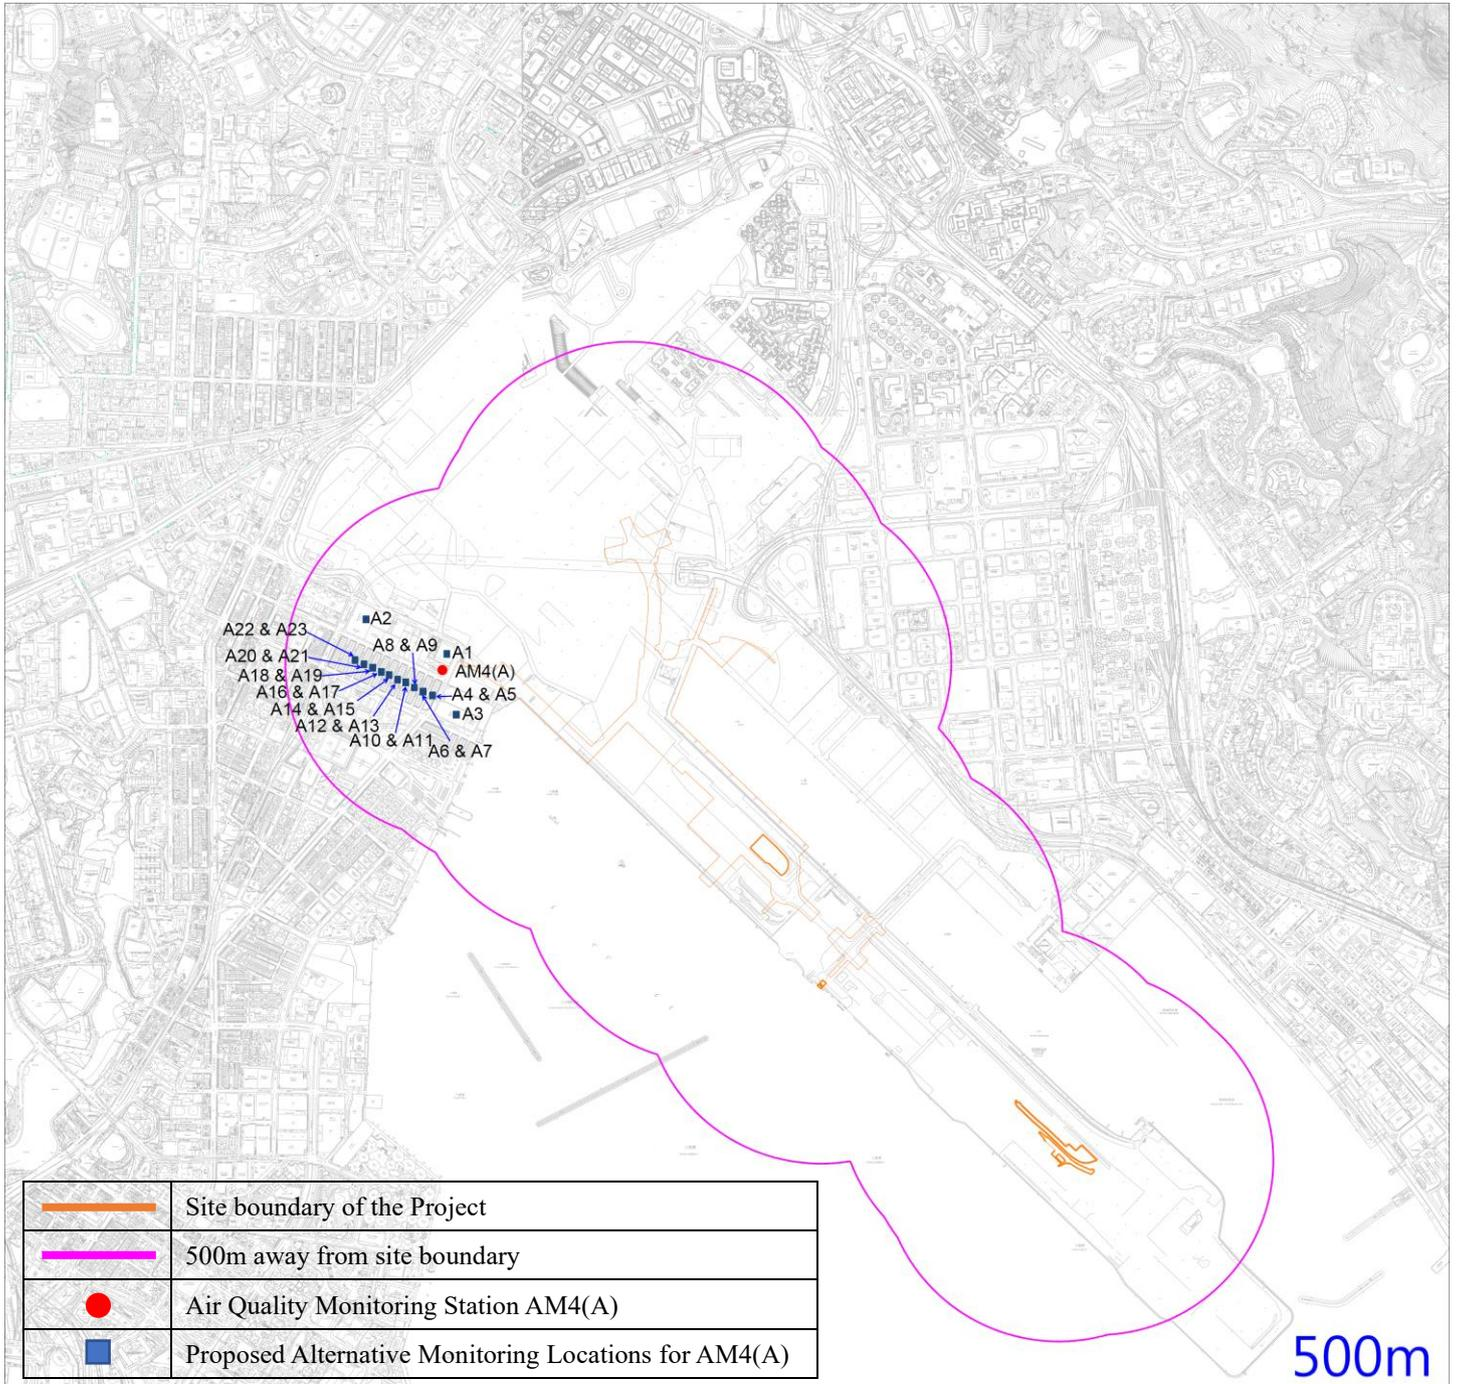 A2
A22 & A23
A8 & A9
A1
A20 & A21
AM4(A)
A18 & A19
A16 & A17
A4 & A5
A14 & A15
A3
A12 & A13
A10 & A11
A6 & A7
Site boundary of the Project
500m away from site boundary
Air Quality Monitoring Station AM4(A)
Proposed Alternative Monitoring Locations for AM4(A)
500m